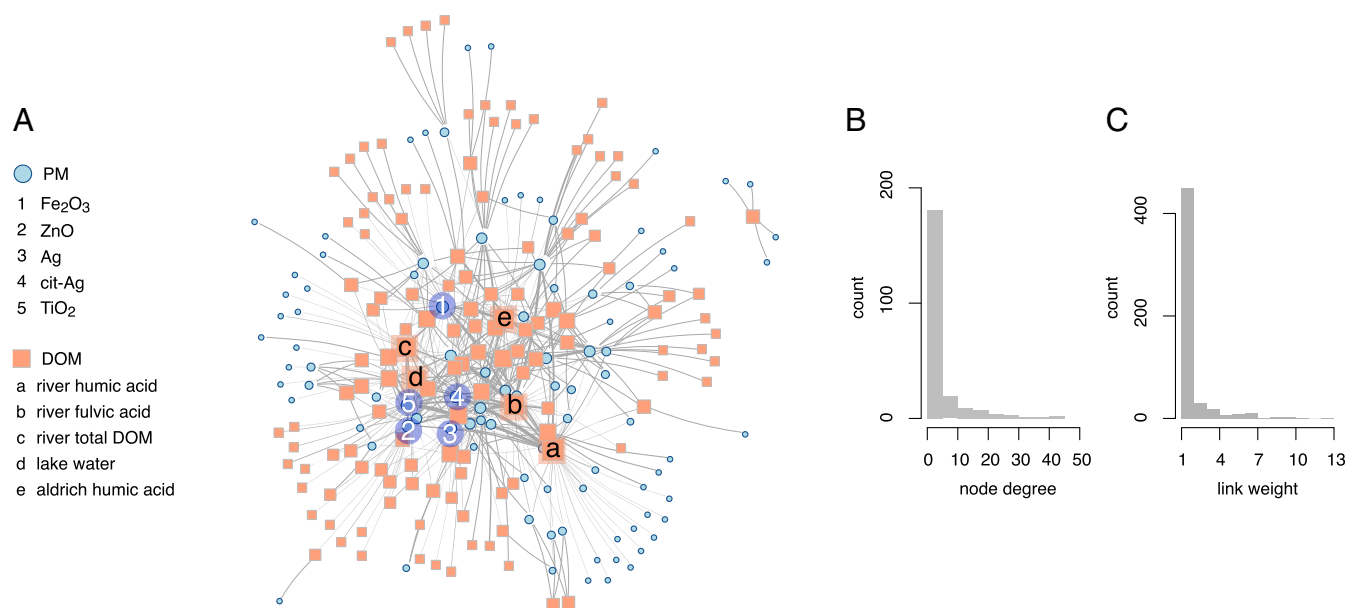 A
PM
1 Fe₂O₃
2 ZnO
3 Ag
4 cit-Ag
5 TiO₂
DOM
a river humic acid
b river fulvic acid
c river total DOM
d lake water
e aldrich humic acid
1
e
c
d
5
4
b
2
3
a
B
count
200
100
0
0 10 20 30 40 50
node degree
C
count
400
200
0
1 4 7 10 13
link weight